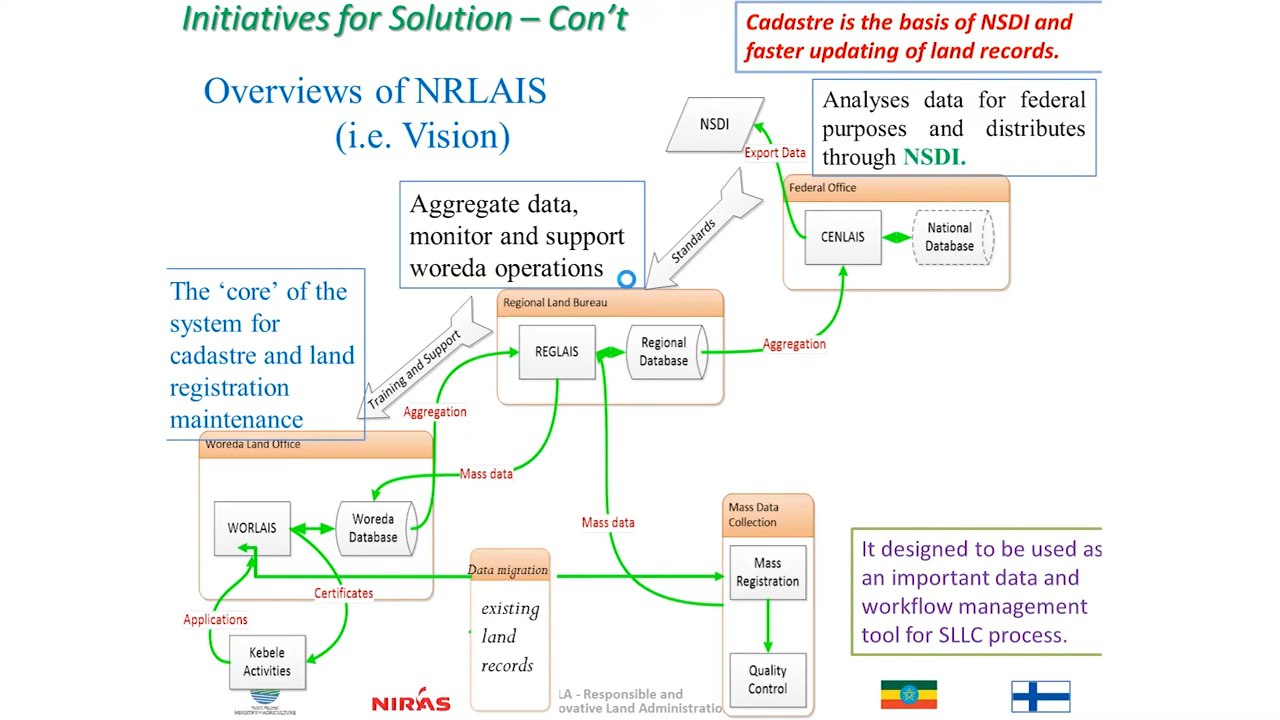 Initiatives for Solution – Con't
Cadastre is the basis of NSDI and
faster updating of land records.
Overviews of NRLAIS
(i.e. Vision)
NSDI
Export Data
Analyses data for federal
purposes and distributes
through NSDI.
Federal Office
CENLAIS
National
Database
Aggregate data,
monitor and support
woreda operations
Standards
The 'core' of the
system for
cadastre and land
registration
maintenance
Regional Land Bureau
REGLAIS
Regional
Database
Aggregation
Training and Support
Aggregation
Mass data
Woreda Land Office
WORLAIS
Woreda
Database
Mass data
Mass Data
Collection
Mass
Registration
Quality
Control
It designed to be used as
an important data and
workflow management
tool for SLLC process.
Data migration
existing
land
records
Certificates
Applications
Kebele
Activities
MINISTRY OF AGRICULTURE
NIRAS
LA - Responsible and
ovative Land Administratio